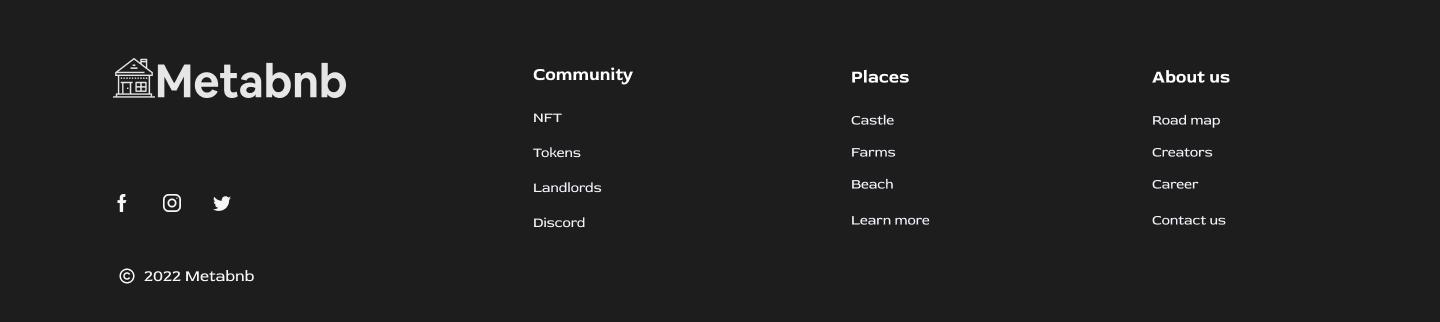 Metabnb
© 2022 Metabnb
Community
NFT
Tokens
Landlords
Discord
Places
Castle
Farms
Beach
Learn more
About us
Road map
Creators
Career
Contact us